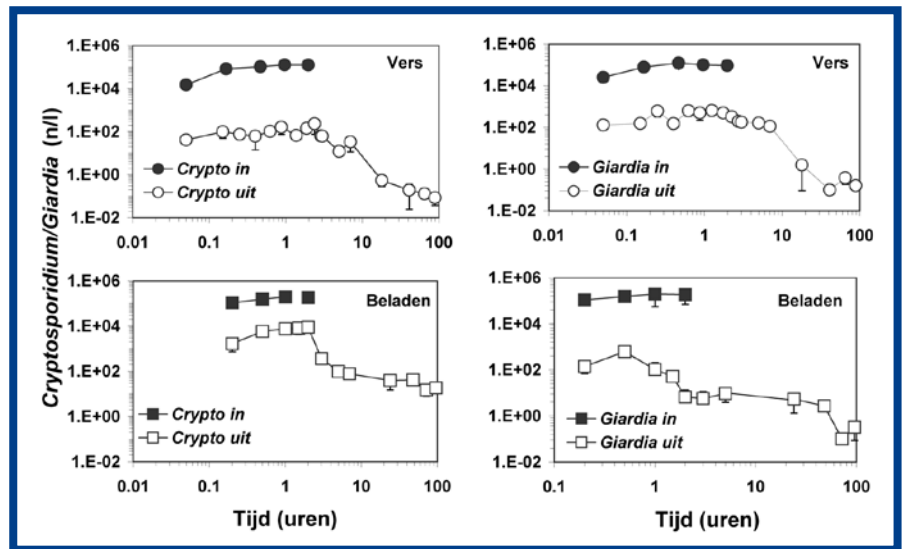 Cryptosporidium/Giardia (n/l)
1.E+06
1.E+04
1.E+02
1.E+00
1.E-02
Vers
Crypto in
Crypto uit
0.01 0.1 1 10 100
1.E+06
1.E+04
1.E+02
1.E+00
1.E-02
Vers
Giardia in
Giardia uit
0.01 0.1 1 10 100
1.E+06
1.E+04
1.E+02
1.E+00
1.E-02
Beladen
Crypto in
Crypto uit
0.01 0.1 1 10 100
Tijd (uren)
1.E+06
1.E+04
1.E+02
1.E+00
1.E-02
Beladen
Giardia in
Giardia uit
0.1 1 10 100
Tijd (uren)